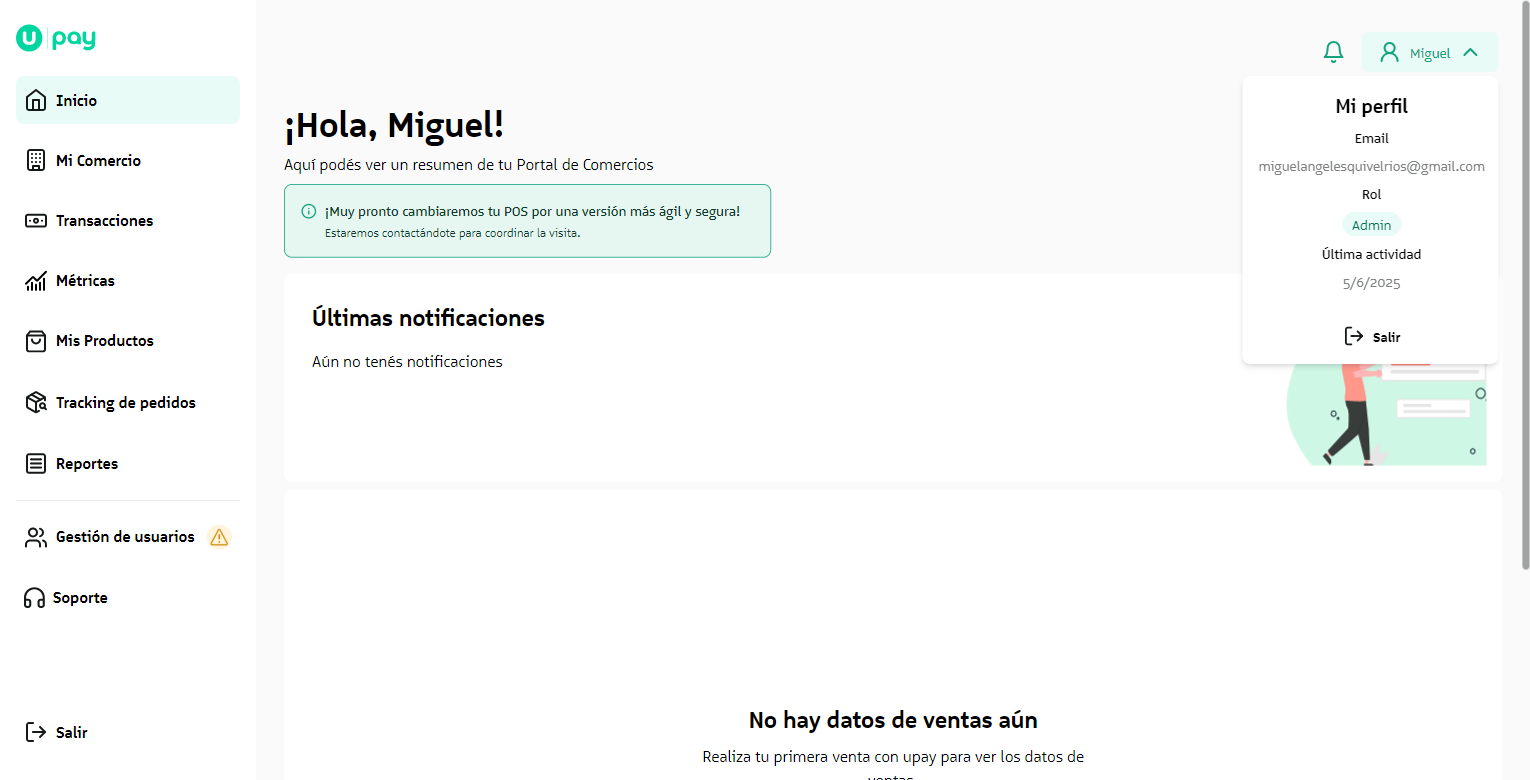 U pay
Inicio
Mi Comercio
Transacciones
Métricas
Mis Productos
Tracking de pedidos
Reportes
Gestión de usuarios
Soporte
Salir
Miguel
Mi perfil
Email
miguelangelesquivelrios@gmail.com
Rol
Admin
Última actividad
5/6/2025
Salir
¡Hola, Miguel!
Aquí podés ver un resumen de tu Portal de Comercios
¡Muy pronto cambiaremos tu POS por una versión más ágil y segura!
Estaremos contactándote para coordinar la visita.
Últimas notificaciones
Aún no tenés notificaciones
No hay datos de ventas aún
Realiza tu primera venta con upay para ver los datos de
ventas